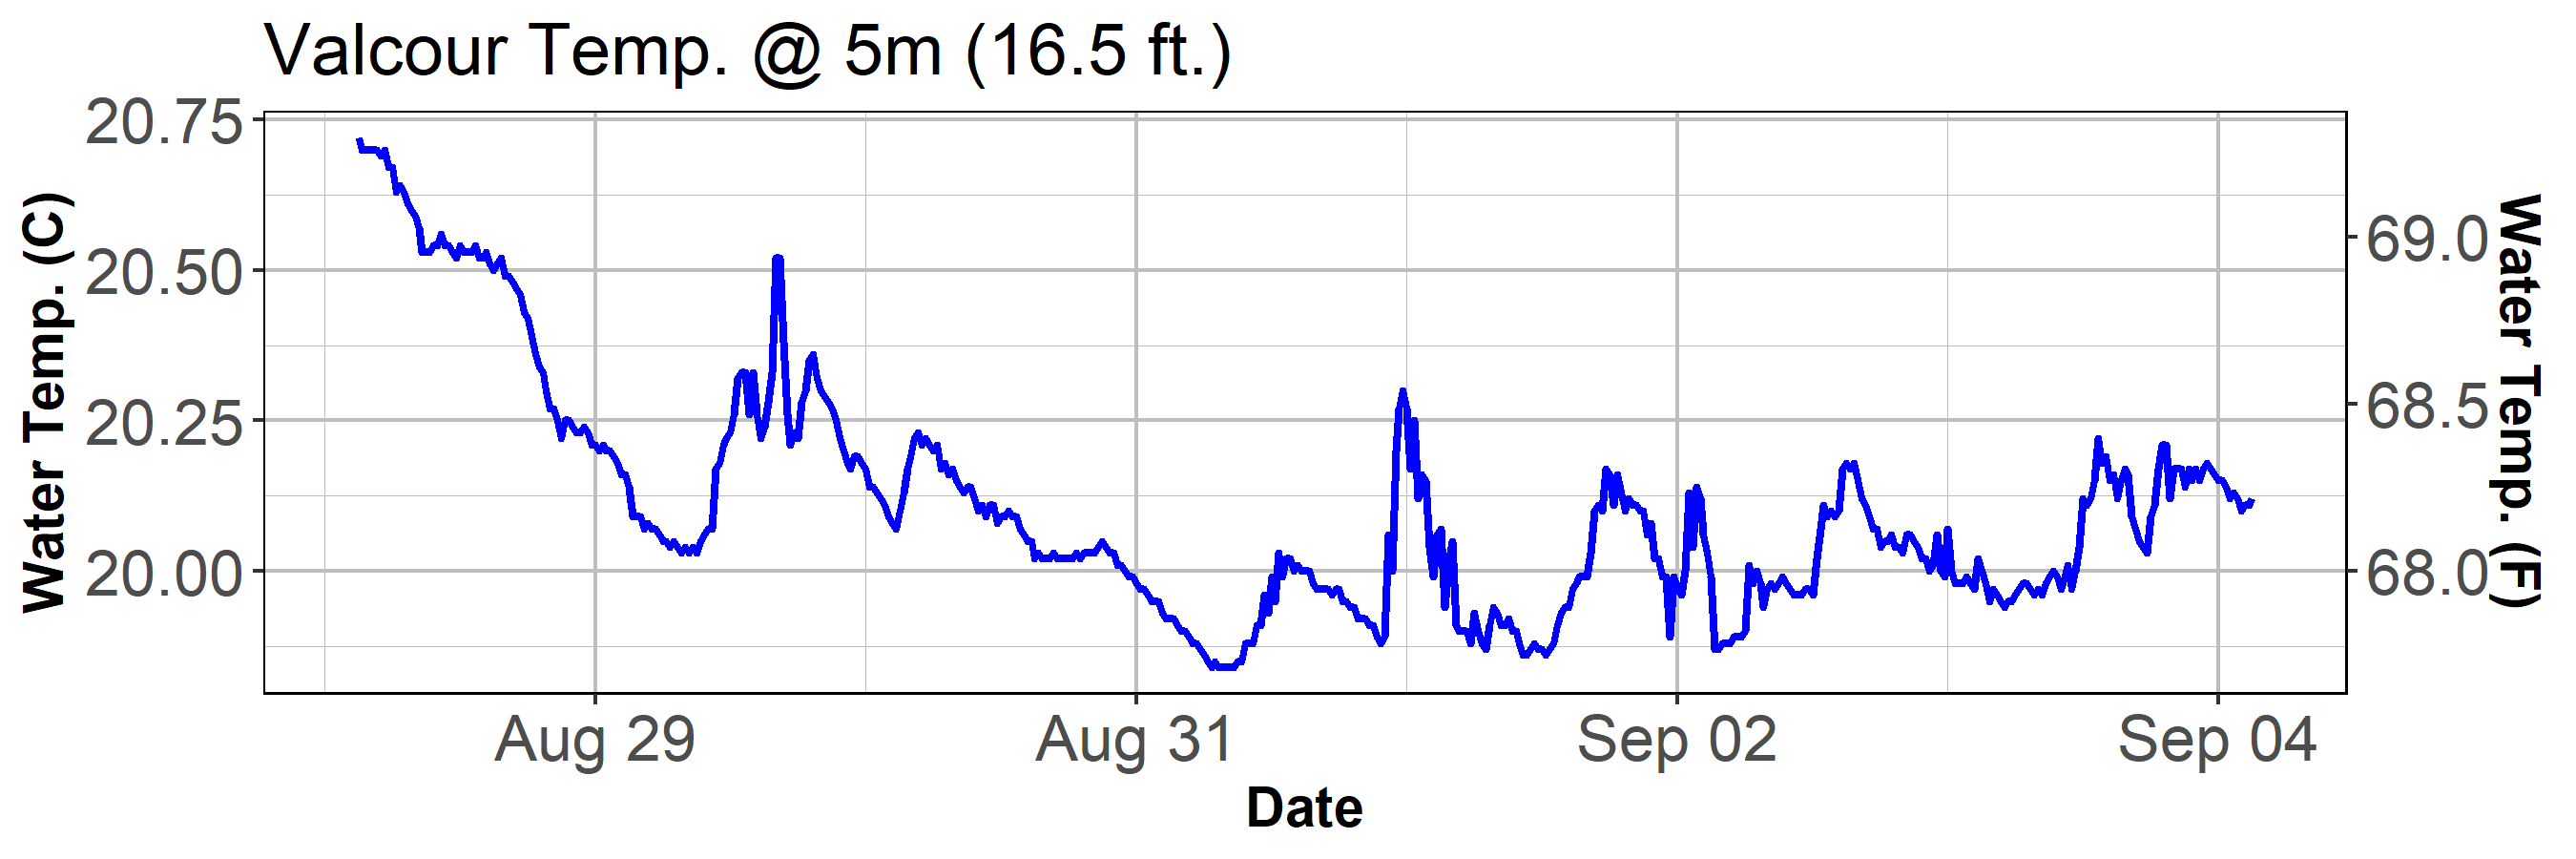 Valcour Temp. @ 5m (16.5 ft.)
Water Temp. (C)
20.75
20.50
20.25
20.00
69.0
68.5
68.0
Water Temp. (F)
Aug 29
Aug 31
Sep 02
Sep 04
Date